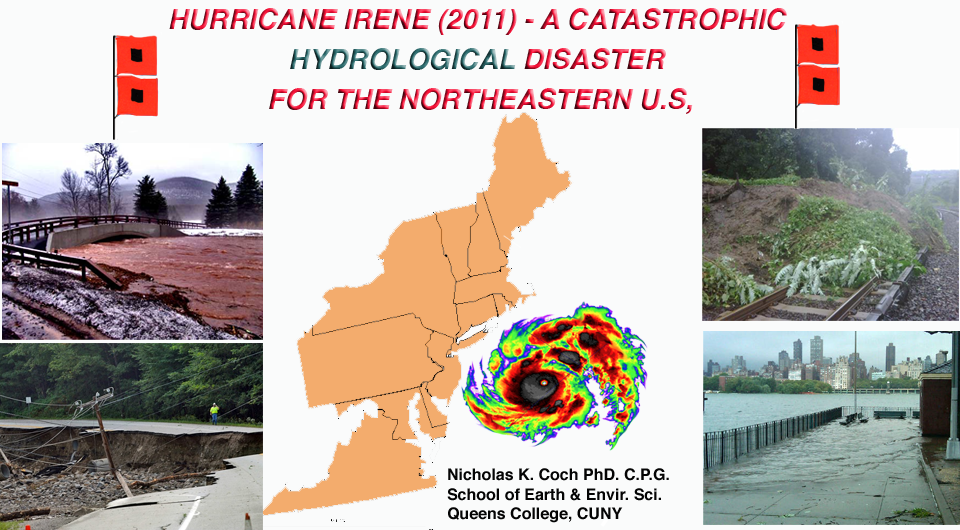 HURRICANE IRENE (2011) - A CATASTROPHIC
HYDROLOGICAL DISASTER
FOR THE NORTHEASTERN U.S,
Nicholas K. Coch PhD. C.P.G.
School of Earth & Envir. Sci.
Queens College, CUNY